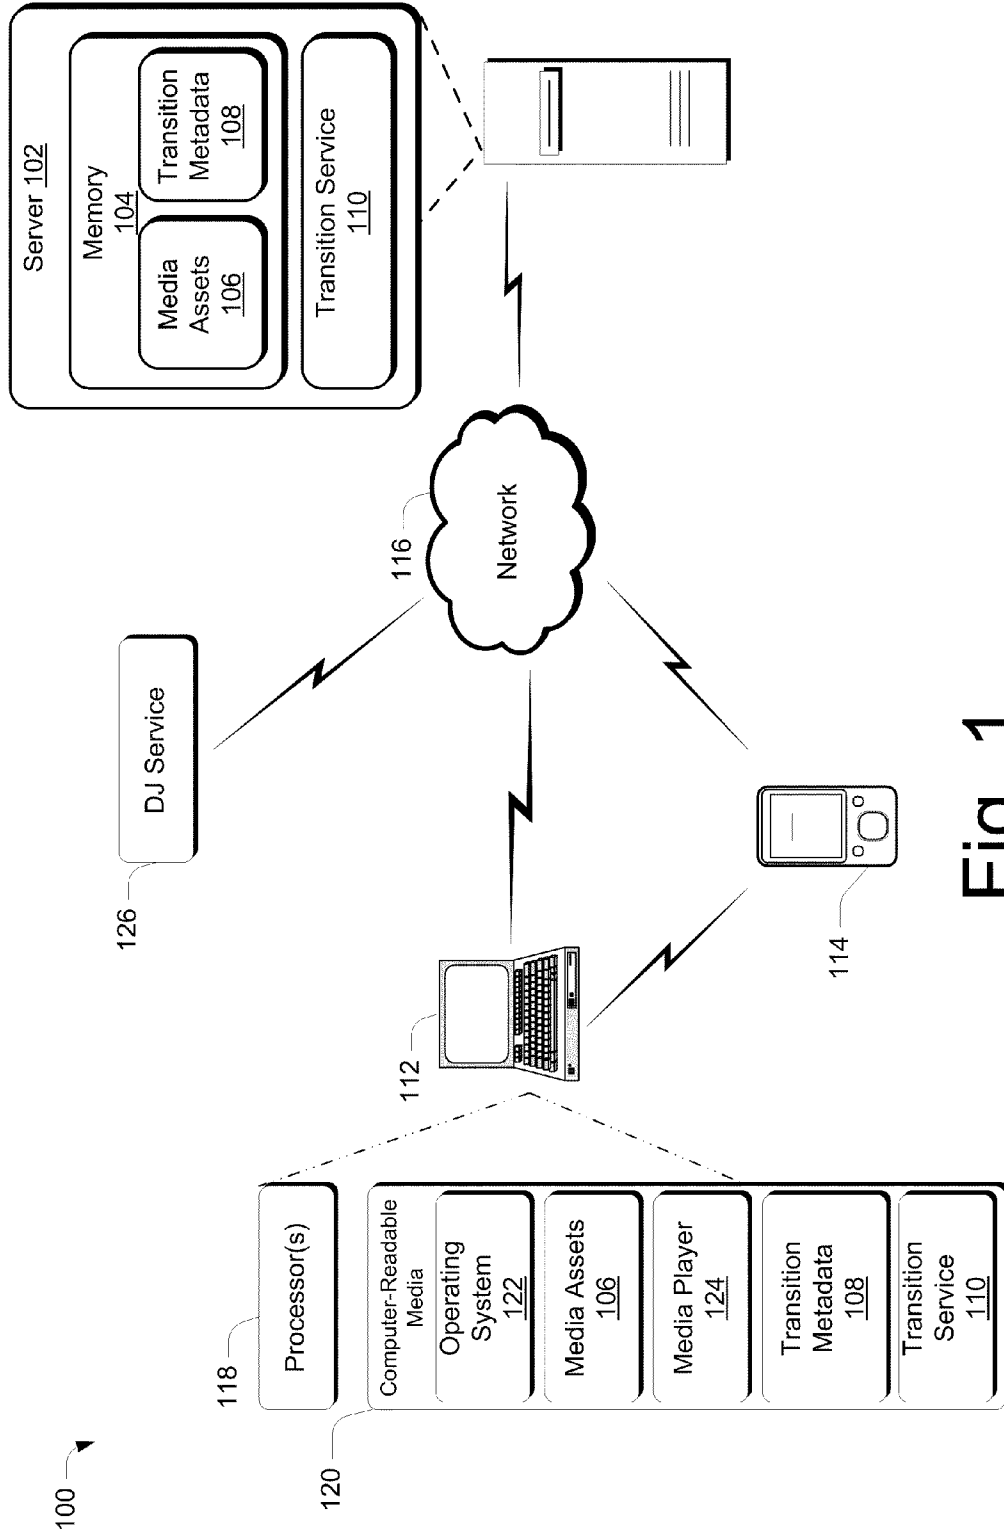 100
118
Processor(s)
120
Computer-Readable
Media
Operating
System
122
Media Assets
106
Media Player
124
Transition
Metadata
108
Transition
Service
110
112
126
DJ Service
114
116
Network
Server 102
Memory
104
Media
Assets
106
Transition
Metadata
108
Transition Service
110
Fig. 1